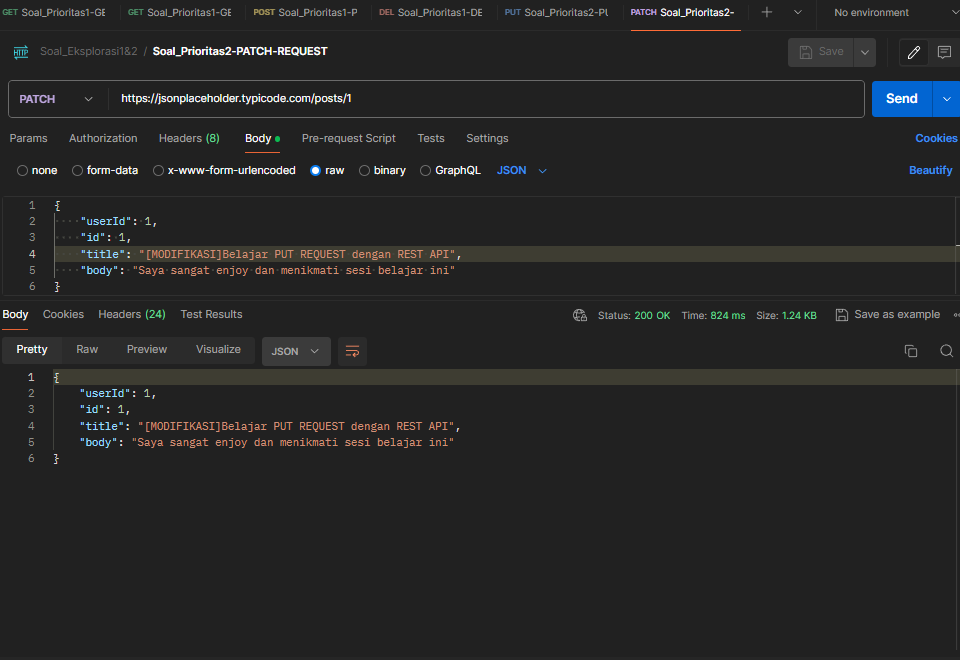 GET Soal_Prioritas1-GE GET Soal_Prioritas1-GE POST Soal_Prioritas1-P DEL Soal_Prioritas1-DE PUT Soal_Prioritas2-PU PATCH Soal_Prioritas2- No environment
HTTP Soal_Eksplorasi1&2 / Soal_Prioritas2-PATCH-REQUEST Save
PATCH https://jsonplaceholder.typicode.com/posts/1 Send
Params Authorization Headers (8) Body Pre-request Script Tests Settings Cookies
none form-data x-www-form-urlencoded raw binary GraphQL JSON Beautify
1 {
2 "userId": 1,
3 "id": 1,
4 "title": "[MODIFIKASI]Belajar PUT REQUEST dengan REST API",
5 "body": "Saya sangat enjoy dan menikmati sesi belajar ini"
6 }
Body Cookies Headers (24) Test Results Status: 200 OK Time: 824 ms Size: 1.24 KB Save as example
Pretty Raw Preview Visualize JSON
1 {
2 "userId": 1,
3 "id": 1,
4 "title": "[MODIFIKASI]Belajar PUT REQUEST dengan REST API",
5 "body": "Saya sangat enjoy dan menikmati sesi belajar ini"
6 }